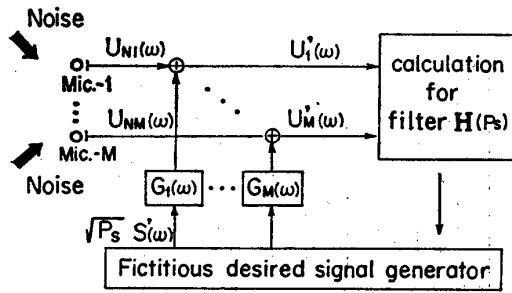 Noise
U_N1(ω)
U'_1(ω)
Mic.-1
U_NM(ω)
U'_M(ω)
Mic.-M
Noise
calculation
for
filter H(Ps)
G_1(ω)
G_M(ω)
√Ps S'(ω)
Fictitious desired signal generator